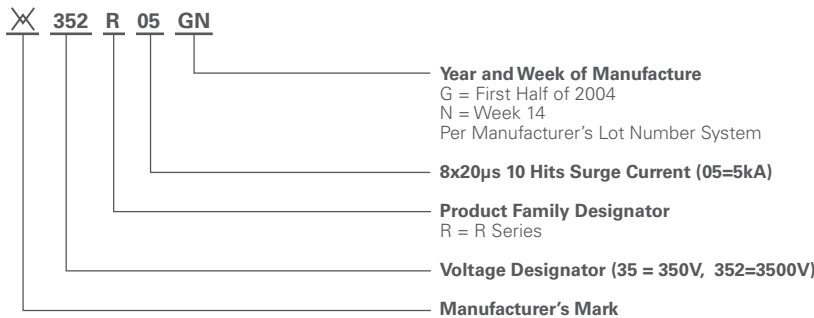 352 R 05 GN
Year and Week of Manufacture
G = First Half of 2004
N = Week 14
Per Manufacturer's Lot Number System
8x20µs 10 Hits Surge Current (05=5kA)
Product Family Designator
R = R Series
Voltage Designator (35 = 350V, 352=3500V)
Manufacturer's Mark